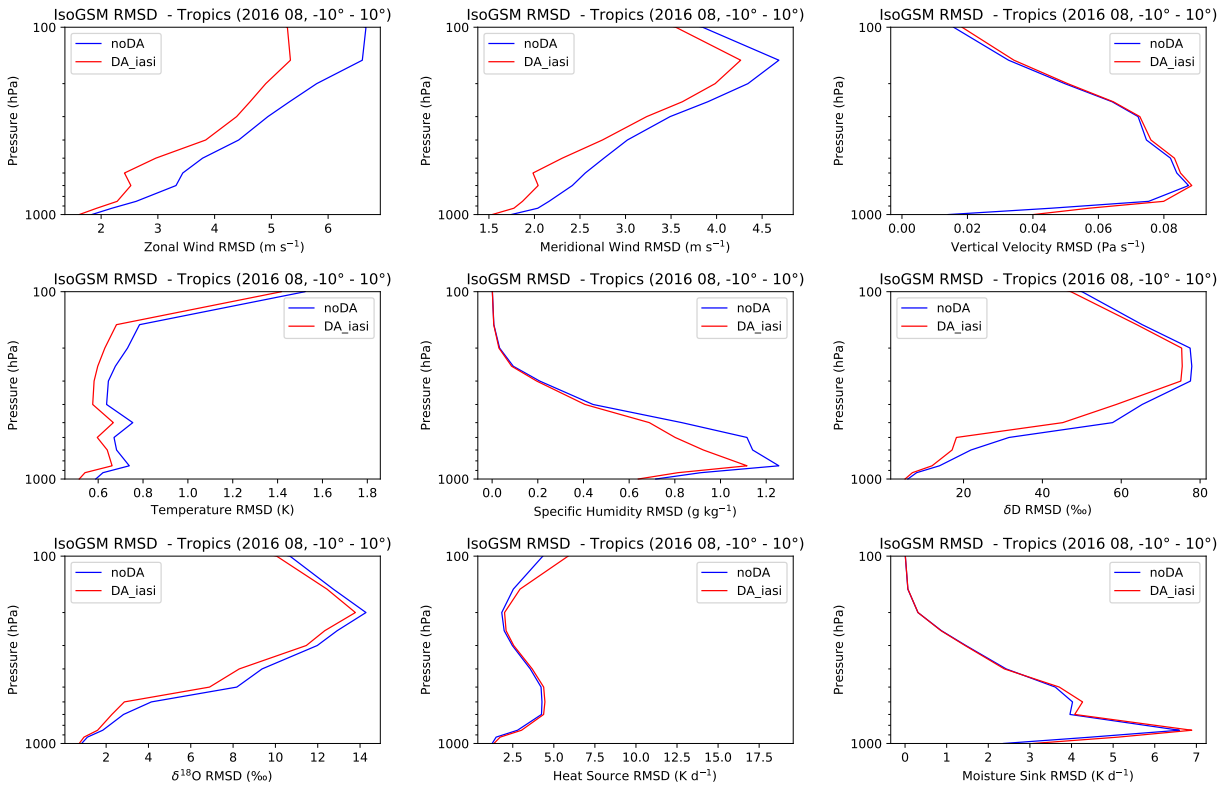 IsoGSM RMSD - Tropics (2016 08, -10° - 10°)
100
noDA
DA_iasi
Pressure (hPa)
1000
2 3 4 5 6
Zonal Wind RMSD (m s⁻¹)
IsoGSM RMSD - Tropics (2016 08, -10° - 10°)
100
noDA
DA_iasi
Pressure (hPa)
1000
1.5 2.0 2.5 3.0 3.5 4.0 4.5
Meridional Wind RMSD (m s⁻¹)
IsoGSM RMSD - Tropics (2016 08, -10° - 10°)
100
noDA
DA_iasi
Pressure (hPa)
1000
0.00 0.02 0.04 0.06 0.08
Vertical Velocity RMSD (Pa s⁻¹)
IsoGSM RMSD - Tropics (2016 08, -10° - 10°)
100
noDA
DA_iasi
Pressure (hPa)
1000
0.6 0.8 1.0 1.2 1.4 1.6 1.8
Temperature RMSD (K)
IsoGSM RMSD - Tropics (2016 08, -10° - 10°)
100
noDA
DA_iasi
Pressure (hPa)
1000
0.0 0.2 0.4 0.6 0.8 1.0 1.2
Specific Humidity RMSD (g kg⁻¹)
IsoGSM RMSD - Tropics (2016 08, -10° - 10°)
100
noDA
DA_iasi
Pressure (hPa)
1000
20 40 60 80
δD RMSD (‰)
IsoGSM RMSD - Tropics (2016 08, -10° - 10°)
100
noDA
DA_iasi
Pressure (hPa)
1000
2 4 6 8 10 12 14
δ¹⁸O RMSD (‰)
IsoGSM RMSD - Tropics (2016 08, -10° - 10°)
100
noDA
DA_iasi
Pressure (hPa)
1000
2.5 5.0 7.5 10.0 12.5 15.0 17.5
Heat Source RMSD (K d⁻¹)
IsoGSM RMSD - Tropics (2016 08, -10° - 10°)
100
noDA
DA_iasi
Pressure (hPa)
1000
0 1 2 3 4 5 6 7
Moisture Sink RMSD (K d⁻¹)